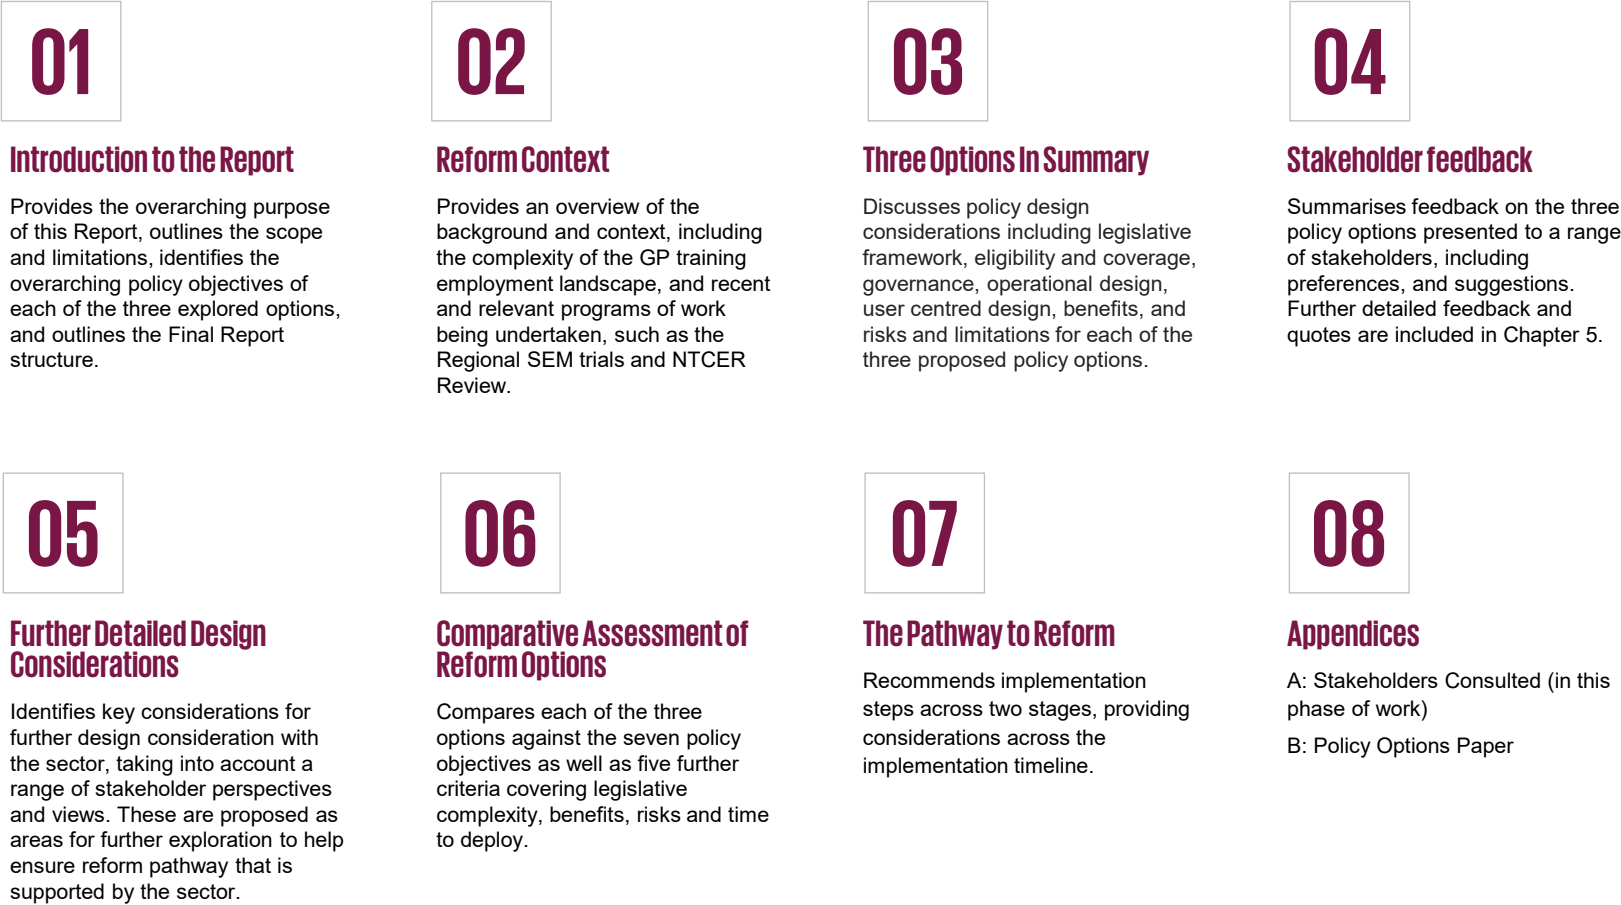 01
Introduction to the Report
Provides the overarching purpose
of this Report, outlines the scope
and limitations, identifies the
overarching policy objectives of
each of the three explored options,
and outlines the Final Report
structure.
02
Reform Context
Provides an overview of the
background and context, including
the complexity of the GP training
employment landscape, and recent
and relevant programs of work
being undertaken, such as the
Regional SEM trials and NTCER
Review.
03
Three Options In Summary
Discusses policy design
considerations including legislative
framework, eligibility and coverage,
governance, operational design,
user centred design, benefits, and
risks and limitations for each of the
three proposed policy options.
04
Stakeholder feedback
Summarises feedback on the three
policy options presented to a range
of stakeholders, including
preferences, and suggestions.
Further detailed feedback and
quotes are included in Chapter 5.
05
Further Detailed Design
Considerations
Identifies key considerations for
further design consideration with
the sector, taking into account a
range of stakeholder perspectives
and views. These are proposed as
areas for further exploration to help
ensure reform pathway that is
supported by the sector.
06
Comparative Assessment of
Reform Options
Compares each of the three
options against the seven policy
objectives as well as five further
criteria covering legislative
complexity, benefits, risks and time
to deploy.
07
The Pathway to Reform
Recommends implementation
steps across two stages, providing
considerations across the
implementation timeline.
08
Appendices
A: Stakeholders Consulted (in this
phase of work)
B: Policy Options Paper